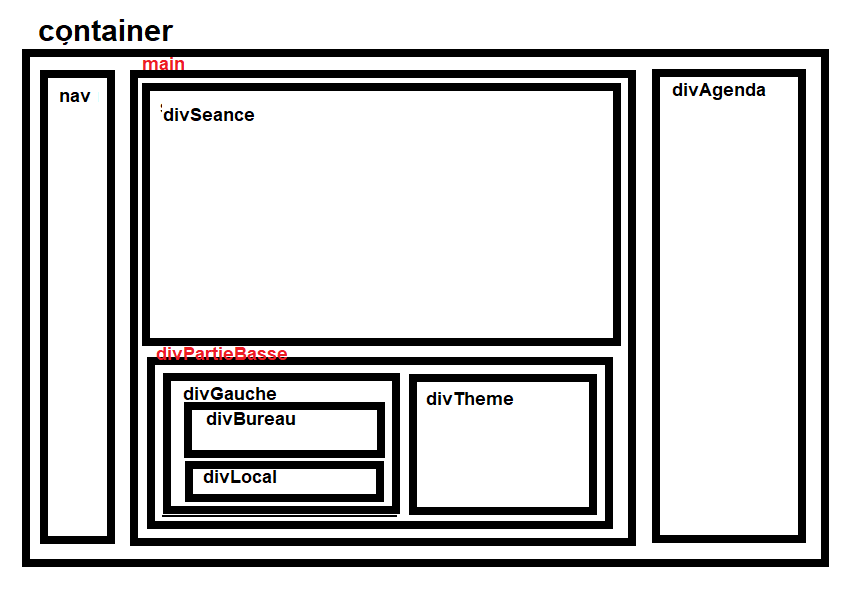 container
main
nav
divSeance
divAgenda
divPartieBasse
divGauche
divBureau
divLocal
divTheme